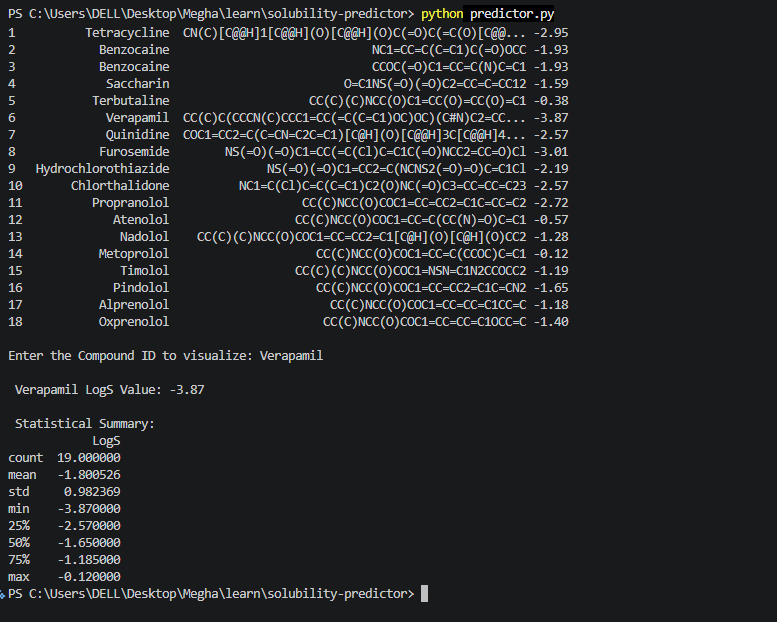 PS C:\Users\DELL\Desktop\Megha\learn\solubility-predictor> python predictor.py
1 Tetracycline CN(C)[C@@H]1[C@@H](O)[C@@H](O)C(=O)C(=C(O)[C@@... -2.95
2 Benzocaine NC1=CC=C(C=C1)C(=O)OCC -1.93
3 Benzocaine CCOC(=O)C1=CC=C(N)C=C1 -1.93
4 Saccharin O=C1NS(=O)(=O)C2=CC=C=CC12 -1.59
5 Terbutaline CC(C)(C)NCC(O)C1=CC(O)=CC(O)=C1 -0.38
6 Verapamil CC(C)C(CCCN(C)CCC1=CC(=C(C=C1)OC)OC)(C#N)C2=CC... -3.87
7 Quinidine COC1=CC2=C(C=CN=C2C=C1)[C@H](O)[C@@H]3C[C@@H]4... -2.57
8 Furosemide NS(=O)(=O)C1=CC(=C(Cl)C=C1C(=O)NCC2=CC=CO)Cl -3.01
9 Hydrochlorothiazide NS(=O)(=O)C1=CC2=C(NCNS2(=O)=O)C=C1Cl -2.19
10 Chlorthalidone NC1=C(Cl)C=C(C=C1)C2(O)NC(=O)C3=CC=CC=C23 -2.57
11 Propranolol CC(C)NCC(O)COC1=CC=CC2=C1C=CC=C2 -2.72
12 Atenolol CC(C)NCC(O)COC1=CC=C(CC(N)=O)C=C1 -0.57
13 Nadolol CC(C)(C)NCC(O)COC1=CC=CC2=C1[C@H](O)[C@H](O)CC2 -1.28
14 Metoprolol CC(C)NCC(O)COC1=CC=C(CCOC)C=C1 -0.12
15 Timolol CC(C)(C)NCC(O)COC1=NSN=C1N2CCOCC2 -1.19
16 Pindolol CC(C)NCC(O)COC1=CC=CC2=C1C=CN2 -1.65
17 Alprenolol CC(C)NCC(O)COC1=CC=CC=C1CC=C -1.18
18 Oxprenolol CC(C)NCC(O)COC1=CC=CC=C1OCC=C -1.40
Enter the Compound ID to visualize: Verapamil
Verapamil LogS Value: -3.87
Statistical Summary:
LogS
count 19.000000
mean -1.800526
std 0.982369
min -3.870000
25% -2.570000
50% -1.650000
75% -1.185000
max -0.120000
PS C:\Users\DELL\Desktop\Megha\learn\solubility-predictor>